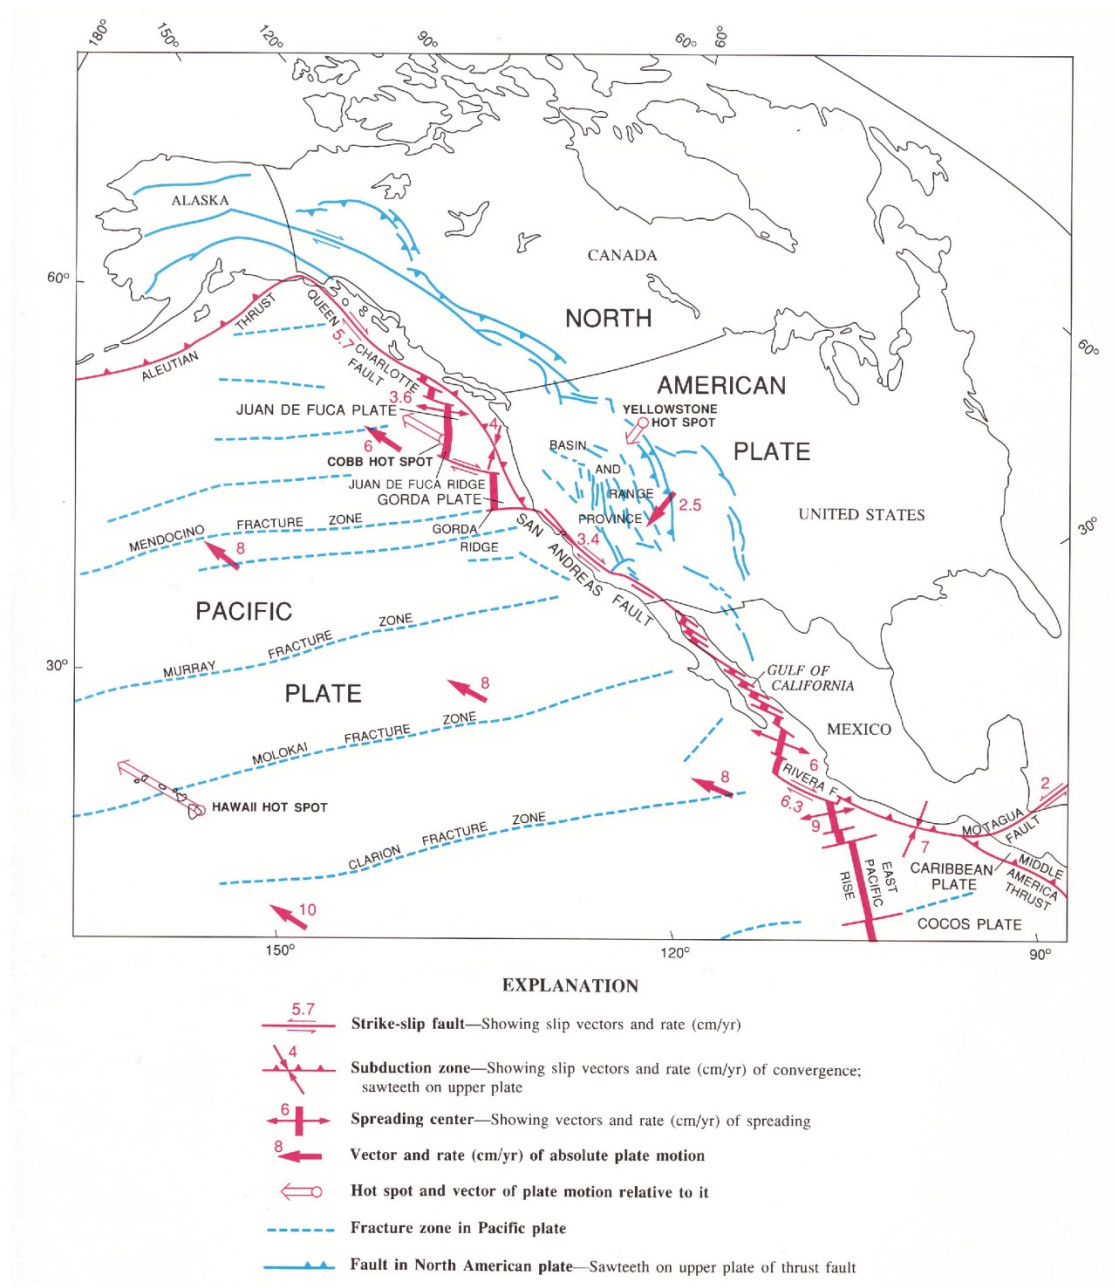 180° 150° 120° 90° 60° 60°
ALASKA
CANADA
60°
NORTH
ALEUTIAN THRUST
QUEEN CHARLOTTE
FAULT
5.7
60°
AMERICAN
3.6
JUAN DE FUCA PLATE
YELLOWSTONE
HOT SPOT
4
6
BASIN
PLATE
COBB HOT SPOT
AND
JUAN DE FUCA RIDGE
RANGE
GORDA PLATE
2.5
PROVINCE
UNITED STATES
MENDOCINO FRACTURE ZONE
GORDA
RIDGE
30°
8
3.4
SAN ANDREAS FAULT
PACIFIC
MURRAY FRACTURE ZONE
30°
GULF OF
CALIFORNIA
8
PLATE
MEXICO
MOLOKAI FRACTURE ZONE
6
RIVERA F.
8
2
HAWAII HOT SPOT
6.3
9
7
MOTAGUA
FAULT
CLARION FRACTURE ZONE
CARIBBEAN
PLATE
MIDDLE
AMERICA
THRUST
EAST
PACIFIC
RISE
10
COCOS PLATE
150° 120° 90°
EXPLANATION
5.7
Strike-slip fault—Showing slip vectors and rate (cm/yr)
4
Subduction zone—Showing slip vectors and rate (cm/yr) of convergence;
sawteeth on upper plate
6
Spreading center—Showing vectors and rate (cm/yr) of spreading
8
Vector and rate (cm/yr) of absolute plate motion
Hot spot and vector of plate motion relative to it
Fracture zone in Pacific plate
Fault in North American plate—Sawteeth on upper plate of thrust fault